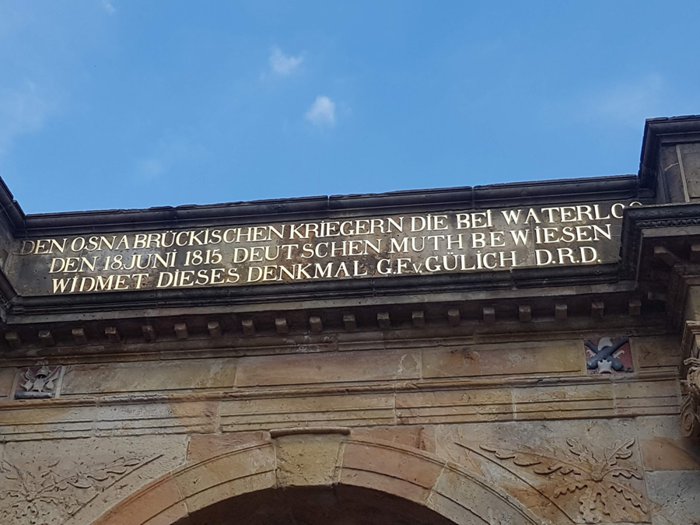 DEN OSNABRÜCKISCHEN KRIEGERN DIE BEI WATERLOO
DEN 18.JUNI 1815 DEUTSCHEN MUTH BEWIESEN
WIDMET DIESES DENKMAL G.F.v.GÜLICH D.R.D.